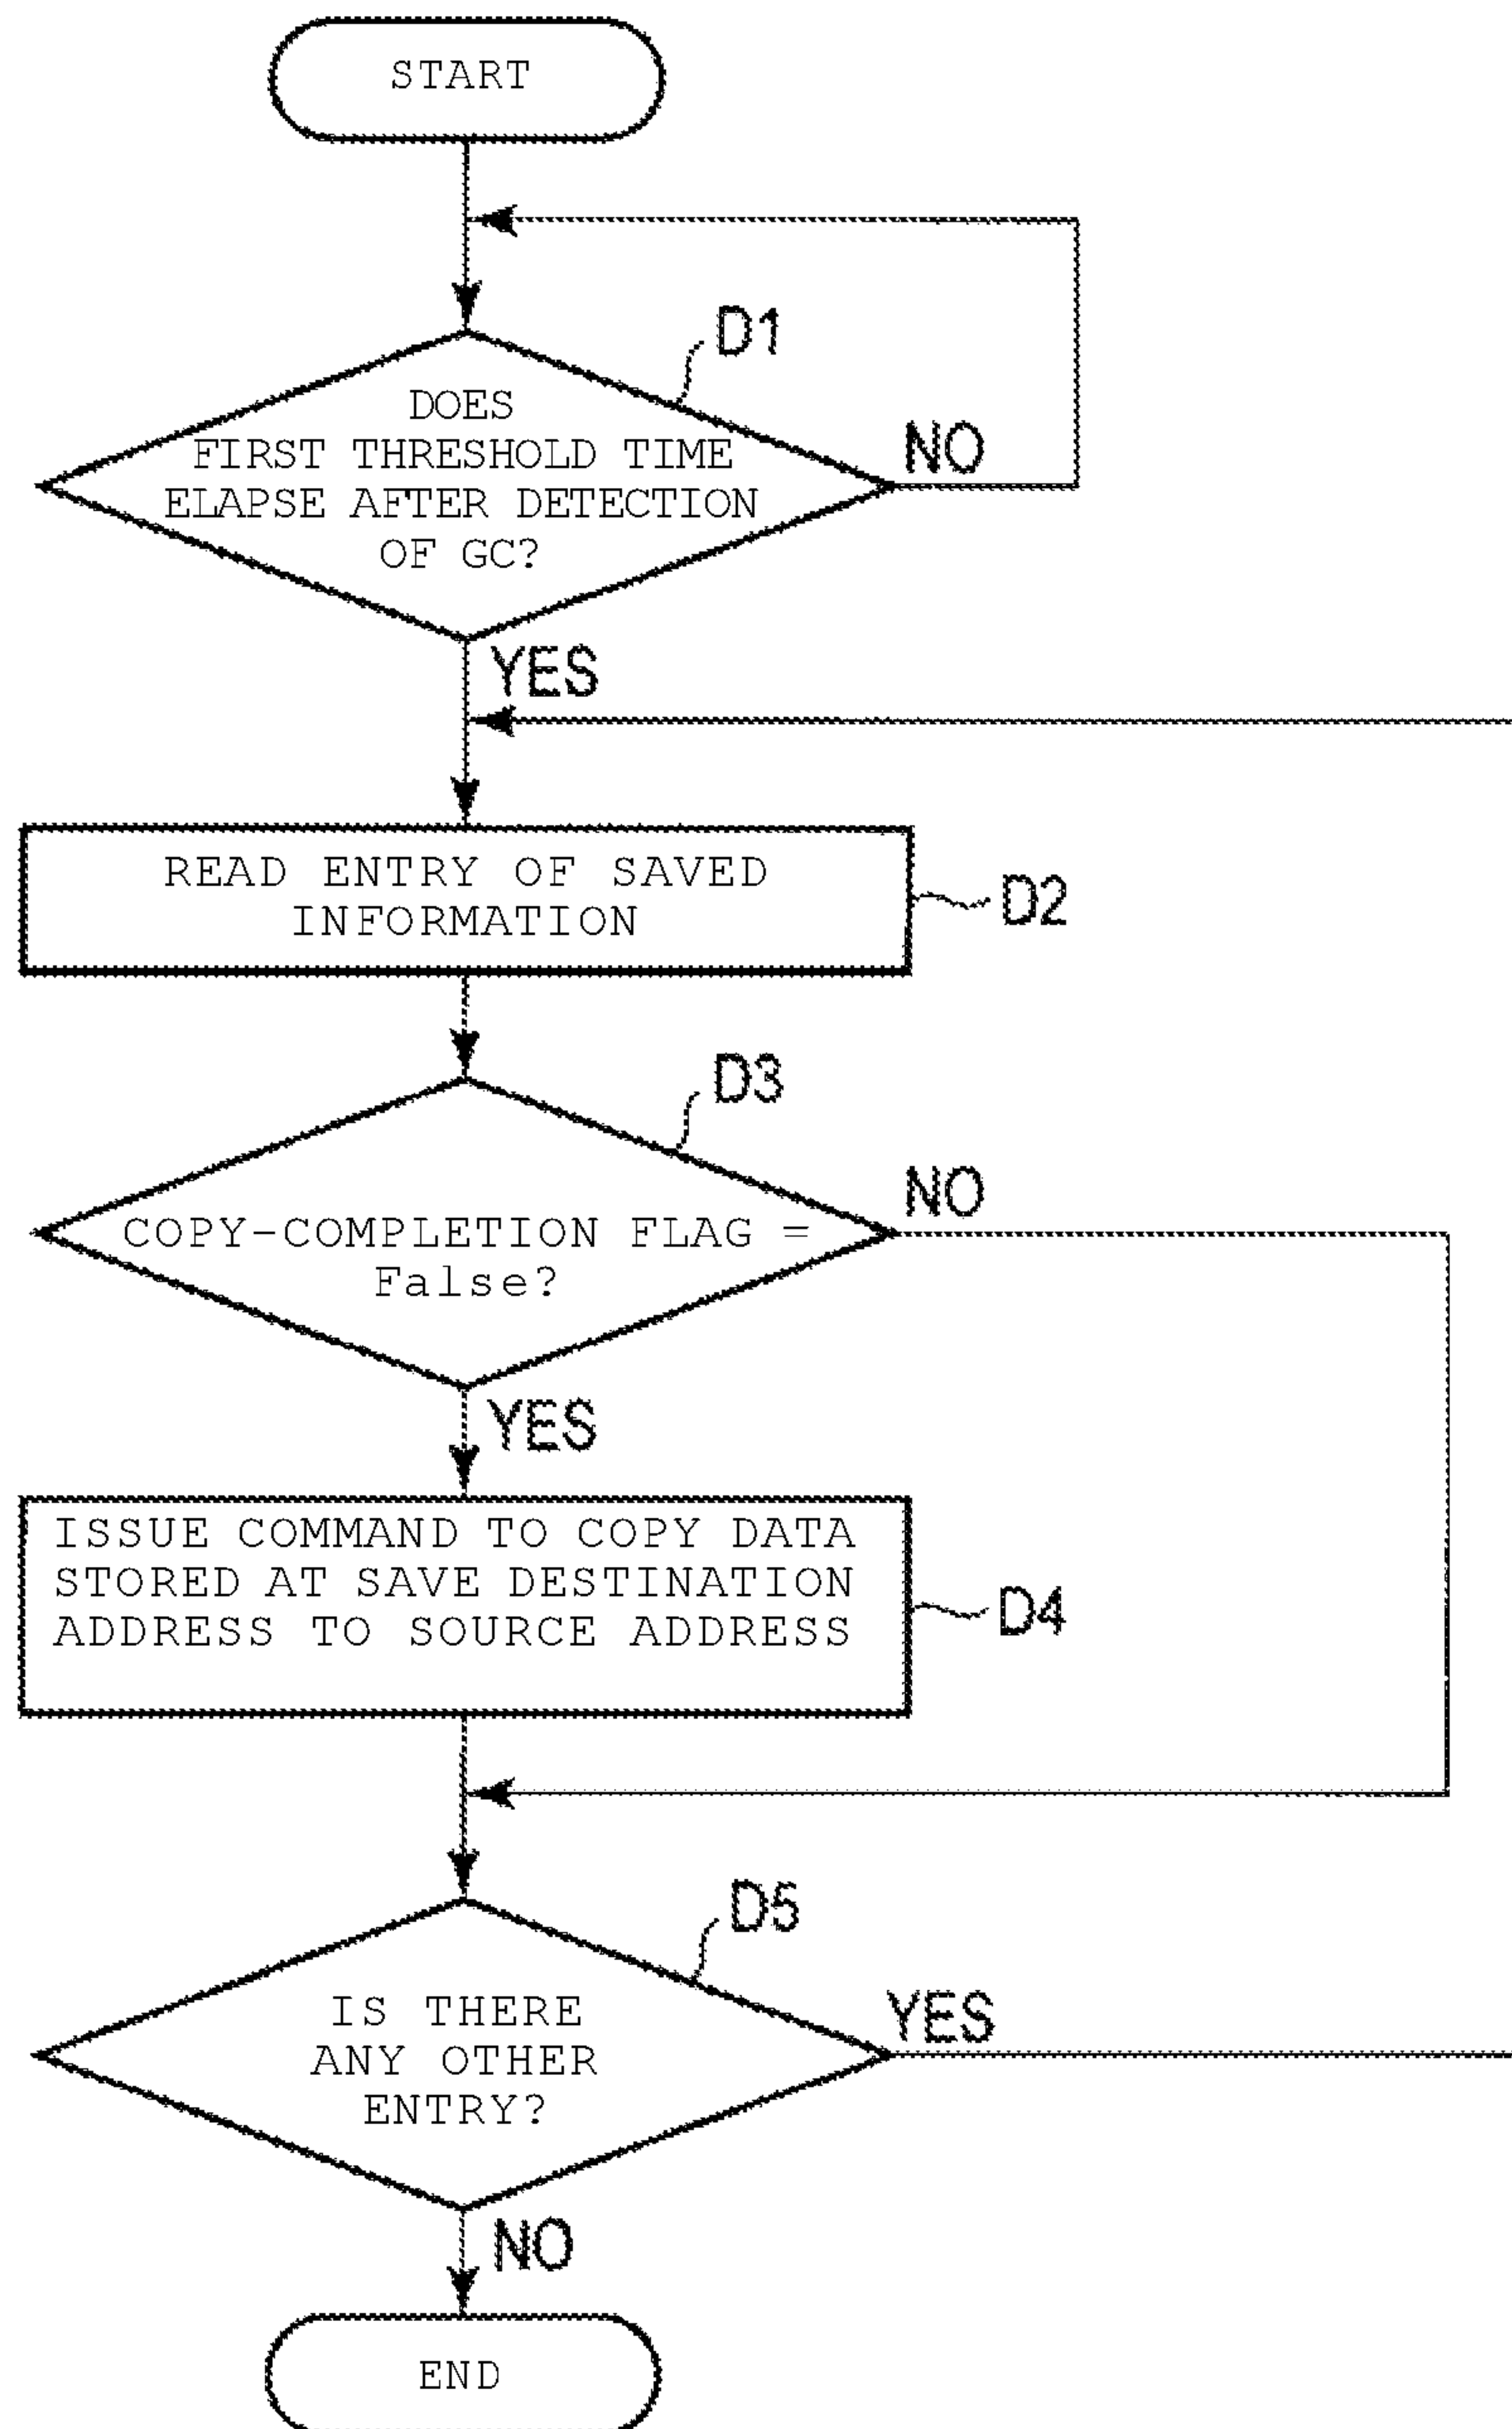 START
D1
DOES
FIRST THRESHOLD TIME
ELAPSE AFTER DETECTION
OF GC?
NO
YES
READ ENTRY OF SAVED
INFORMATION
D2
D3
COPY-COMPLETION FLAG =
False?
NO
YES
ISSUE COMMAND TO COPY DATA
STORED AT SAVE DESTINATION
ADDRESS TO SOURCE ADDRESS
D4
D5
IS THERE
ANY OTHER
ENTRY?
YES
NO
END